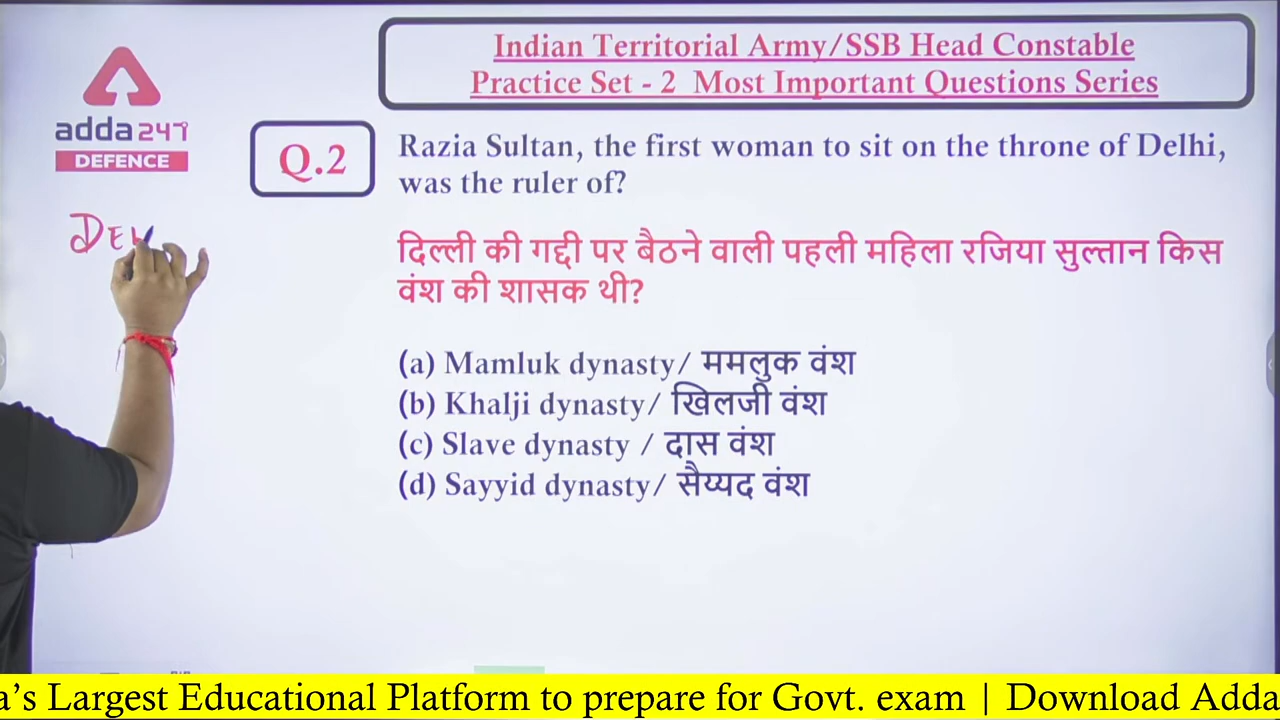 Indian Territorial Army/SSB Head Constable
Practice Set - 2 Most Important Questions Series
adda247
DEFENCE
Q.2
Razia Sultan, the first woman to sit on the throne of Delhi,
was the ruler of?
DE
दिल्ली की गद्दी पर बैठने वाली पहली महिला रजिया सुल्तान किस
वंश की शासक थी?
(a) Mamluk dynasty/ ममलुक वंश
(b) Khalji dynasty/ खिलजी वंश
(c) Slave dynasty / दास वंश
(d) Sayyid dynasty/ सैय्यद वंश
a's Largest Educational Platform to prepare for Govt. exam | Download Adda